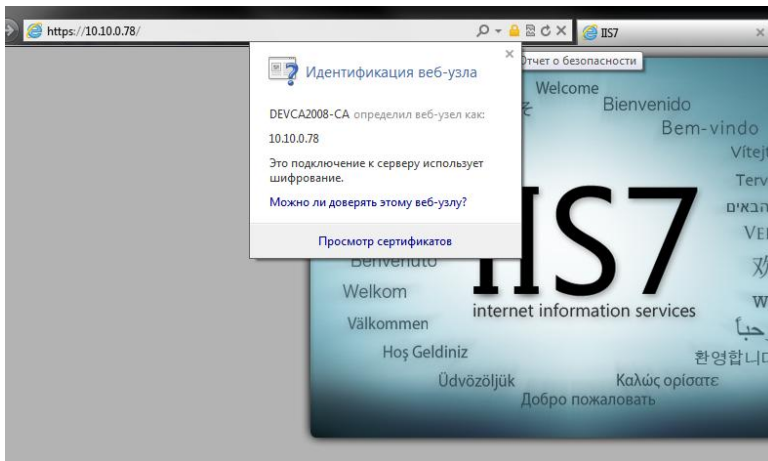 https://10.10.0.78/
IIS7
Отчет о безопасности
Идентификация веб-узла
DEVCA2008-CA определил веб-узел как:
10.10.0.78
Это подключение к серверу использует
шифрование.
Можно ли доверять этому веб-узлу?
Просмотр сертификатов
Welcome
Bienvenido
Bem-vindo
Vítejt
Terv
הבאים
Benvenuto
IIS7
internet information services
Welkom
Välkommen
Hoş Geldiniz
환영합니다
Üdvözöljük
Καλώς ορίσατε
Добро пожаловать